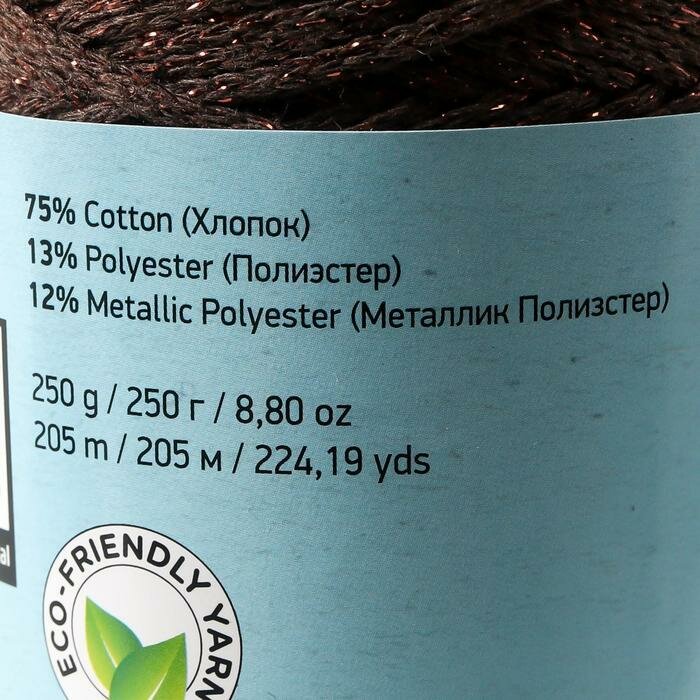 75% Cotton (Хлопок)
13% Polyester (Полиэстер)
12% Metallic Polyester (Металлик Полизстер)
250 g / 250 г / 8,80 oz
205 m / 205 м / 224,19 yds
ECO-FRIENDLY YARN